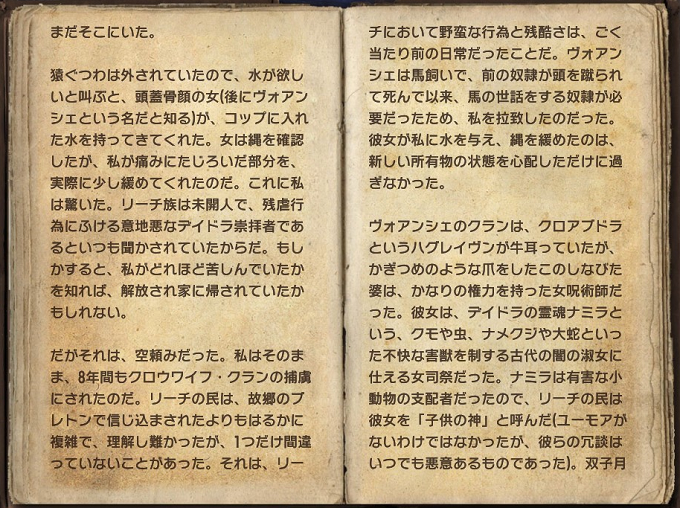 まだそこにいた。
猿ぐつわは外されていたので、水が欲し
いと叫ぶと、頭蓋骨顔の女(後にヴォアン
シェという名だと知る)が、コップに入れ
た水を持ってきてくれた。女は縄を確認
したが、私が痛みにたじろいだ部分を、
実際に少し緩めてくれたのだ。これに私
は驚いた。リーチ族は未開人で、残虐行
為にふける意地悪なデイドラ崇拝者であ
るといつも聞かされていたからだ。もし
かすると、私がどれほど苦しんでいたか
を知れば、解放され家に帰されていたか
もしれない。
だがそれは、空頼みだった。私はそのま
ま、8年間もクロウワイフ・クランの捕虜
にされたのだ。リーチの民は、故郷のブ
レトンで信じ込まされたよりもはるかに
複雑で、理解し難かったが、1つだけ間違
っていないことがあった。それは、リー
チにおいて野蛮な行為と残酷さは、ごく
当たり前の日常だったことだ。ヴォアン
シェは馬飼いで、前の奴隷が頭を蹴られ
て死んで以来、馬の世話をする奴隷が必
要だったため、私を拉致したのだった。
彼女が私に水を与え、縄を緩めたのは、
新しい所有物の状態を心配しただけに過
ぎなかった。
ヴォアンシェのクランは、クロアブドラ
というハグレイヴンが牛耳っていたが、
かぎつめのような爪をしたこのしなびた
婆は、かなりの権力を持った女呪術師だ
った。彼女は、デイドラの霊魂ナミラと
いう、クモや虫、ナメクジや大蛇といっ
た不快な害獣を制する古代の闇の淑女に
仕える女司祭だった。ナミラは有害な小
動物の支配者だったので、リーチの民は
彼女を「子供の神」と呼んだ(ユーモアが
ないわけではなかったが、彼らの冗談は
いつでも悪意あるものであった)。双子月